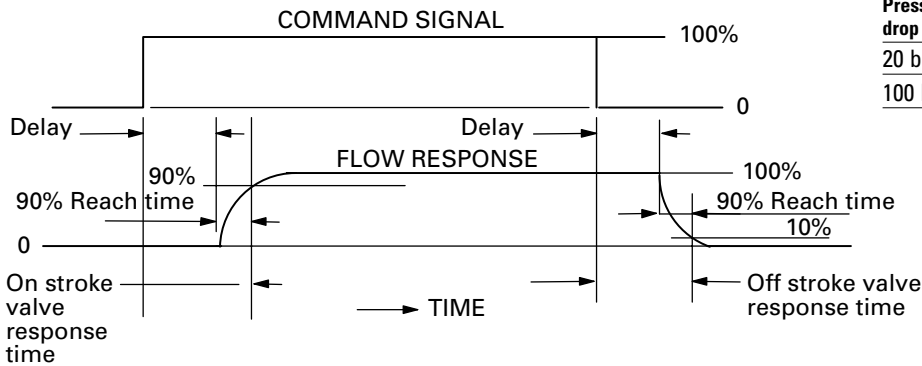 COMMAND SIGNAL
100%
0
Delay
Delay
FLOW RESPONSE
90%
100%
90% Reach time
90% Reach time
10%
0
On stroke
valve
response
time
TIME
Off stroke valve
response time
drop
20 b
100